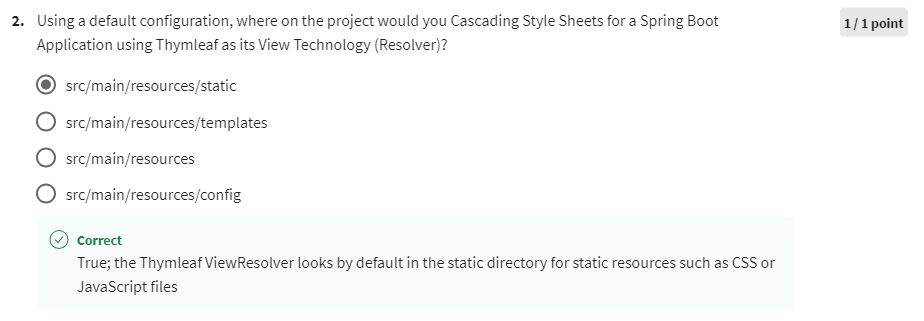 2. Using a default configuration, where on the project would you Cascading Style Sheets for a Spring Boot 1 / 1 point
Application using Thymleaf as its View Technology (Resolver)?
src/main/resources/static
src/main/resources/templates
src/main/resources
src/main/resources/config
Correct
True; the Thymleaf ViewResolver looks by default in the static directory for static resources such as CSS or
JavaScript files